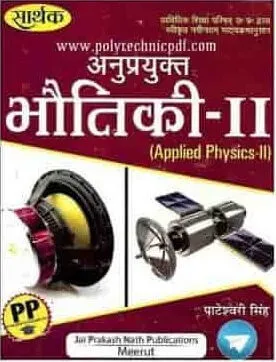 सार्थक
प्राविधिक शिक्षा परिषद् उ० प्र० द्वारा
स्वीकृत नवीनतम पाठ्यक्रमानुसार
www.polytechnicpdf.com
अनुप्रयुक्त
भौतिकी-II
(Applied Physics-II)
पाटेश्वरी सिंह
PP
Jai Prakash Nath Publications
Meerut